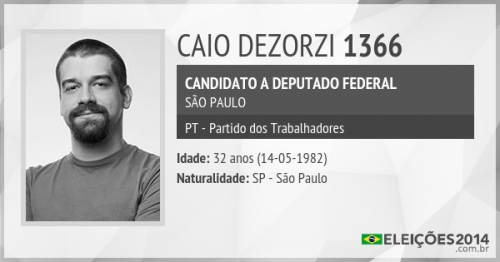 CAIO DEZORZI 1366
CANDIDATO A DEPUTADO FEDERAL
SÃO PAULO
PT - Partido dos Trabalhadores
Idade: 32 anos (14-05-1982)
Naturalidade: SP - São Paulo
ELEIÇÕES2014
.com.br